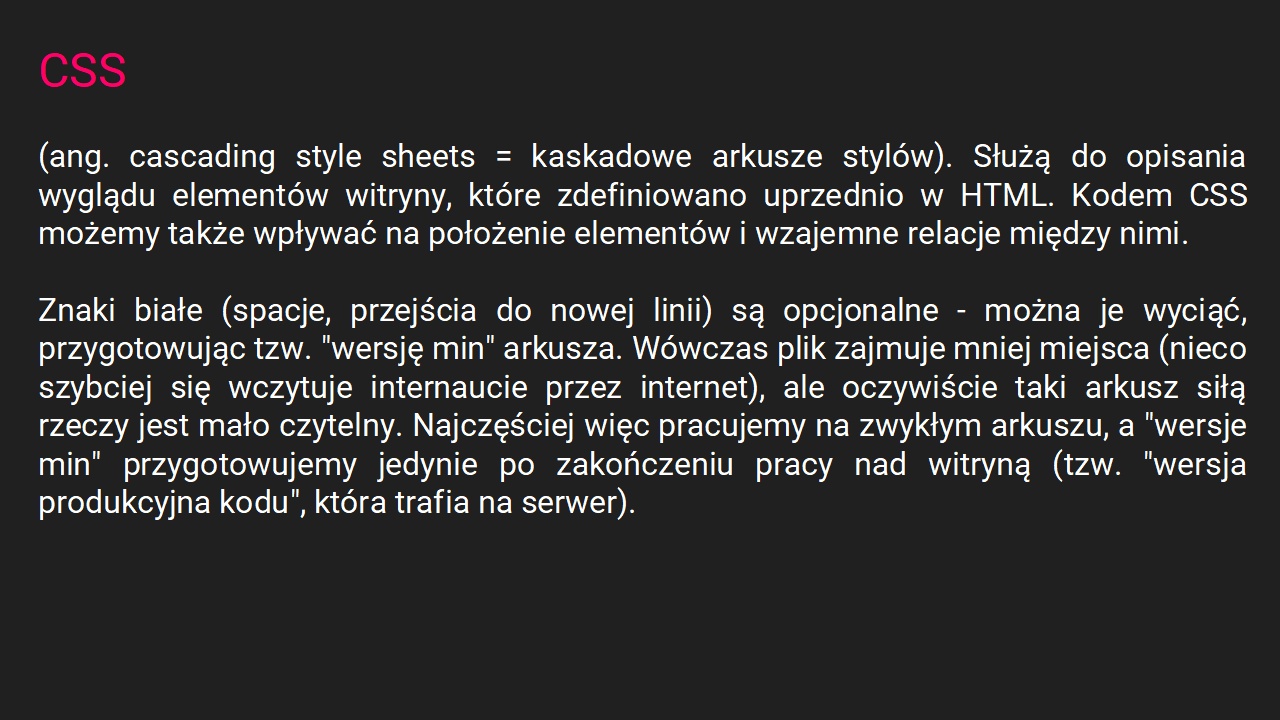 CSS
(ang. cascading style sheets = kaskadowe arkusze stylów). Służą do opisania
wyglądu elementów witryny, które zdefiniowano uprzednio w HTML. Kodem CSS
możemy także wpływać na położenie elementów i wzajemne relacje między nimi.
Znaki białe (spacje, przejścia do nowej linii) są opcjonalne - można je wyciąć,
przygotowując tzw. "wersję min" arkusza. Wówczas plik zajmuje mniej miejsca (nieco
szybciej się wczytuje internaucie przez internet), ale oczywiście taki arkusz siłą
rzeczy jest mało czytelny. Najczęściej więc pracujemy na zwykłym arkuszu, a "wersje
min" przygotowujemy jedynie po zakończeniu pracy nad witryną (tzw. "wersja
produkcyjna kodu", która trafia na serwer).